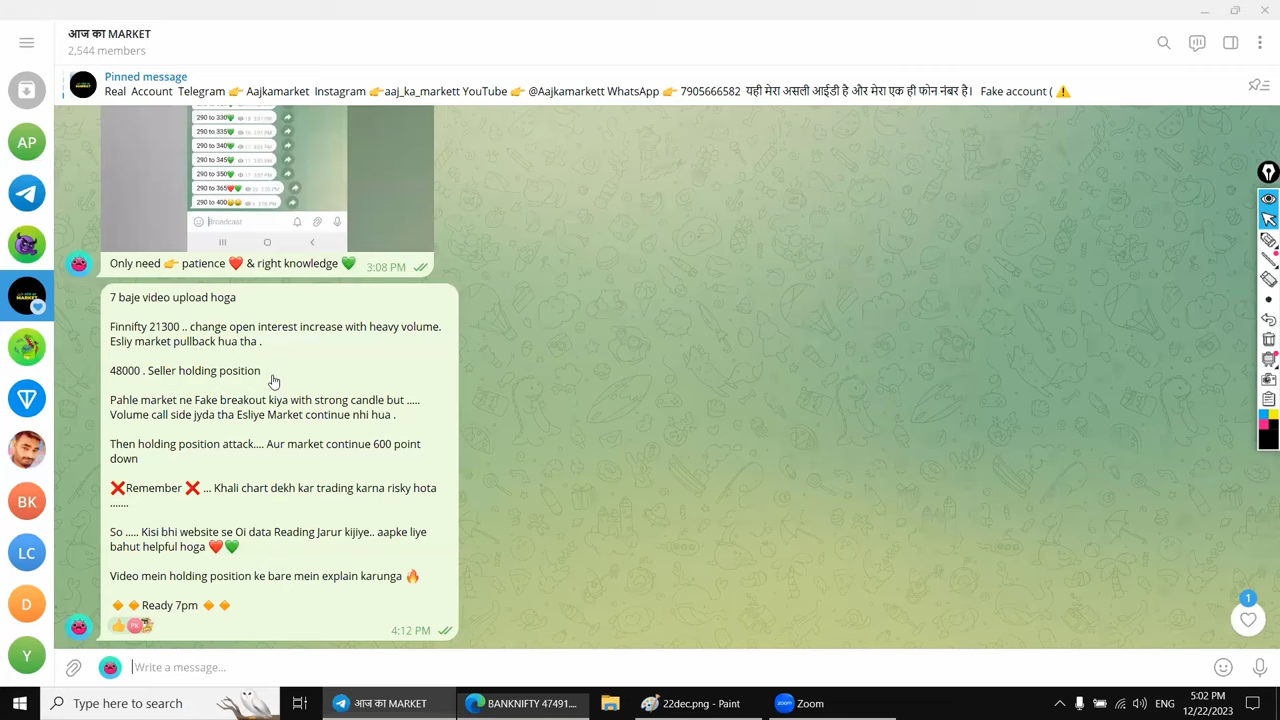 आज का MARKET
2,544 members
Pinned message
Real Account Telegram 👉 Aajkamarket Instagram 👉aaj_ka_markett YouTube 👉 @Aajkamarkett WhatsApp 👉 7905666582 यही मेरा असली आईडी है और मेरा एक ही फोन नंबर है। Fake account ( ⚠️
290 to 330💚
290 to 335💚
290 to 340💚
290 to 345💚
290 to 350💚
290 to 365❤️💚
290 to 400😀😀
Broadcast
Only need 👉 patience ❤️ & right knowledge 💚
3:08 PM
7 baje video upload hoga
Finnifty 21300 .. change open interest increase with heavy volume.
Esliy market pullback hua tha .
48000 . Seller holding position
Pahle market ne Fake breakout kiya with strong candle but .....
Volume call side jyda tha Esliye Market continue nhi hua .
Then holding position attack.... Aur market continue 600 point
down
❌Remember ❌ ... Khali chart dekh kar trading karna risky hota
.......
So ..... Kisi bhi website se Oi data Reading Jarur kijiye.. aapke liye
bahut helpful hoga ❤️💚
Video mein holding position ke bare mein explain karunga 🔥
🔸🔸Ready 7pm 🔸🔸
4:12 PM
Write a message...
1
AP
BK
LC
D
Y
Type here to search
आज का MARKET
BANKNIFTY 47491....
22dec.png - Paint
Zoom
ENG
5:02 PM
12/22/2023